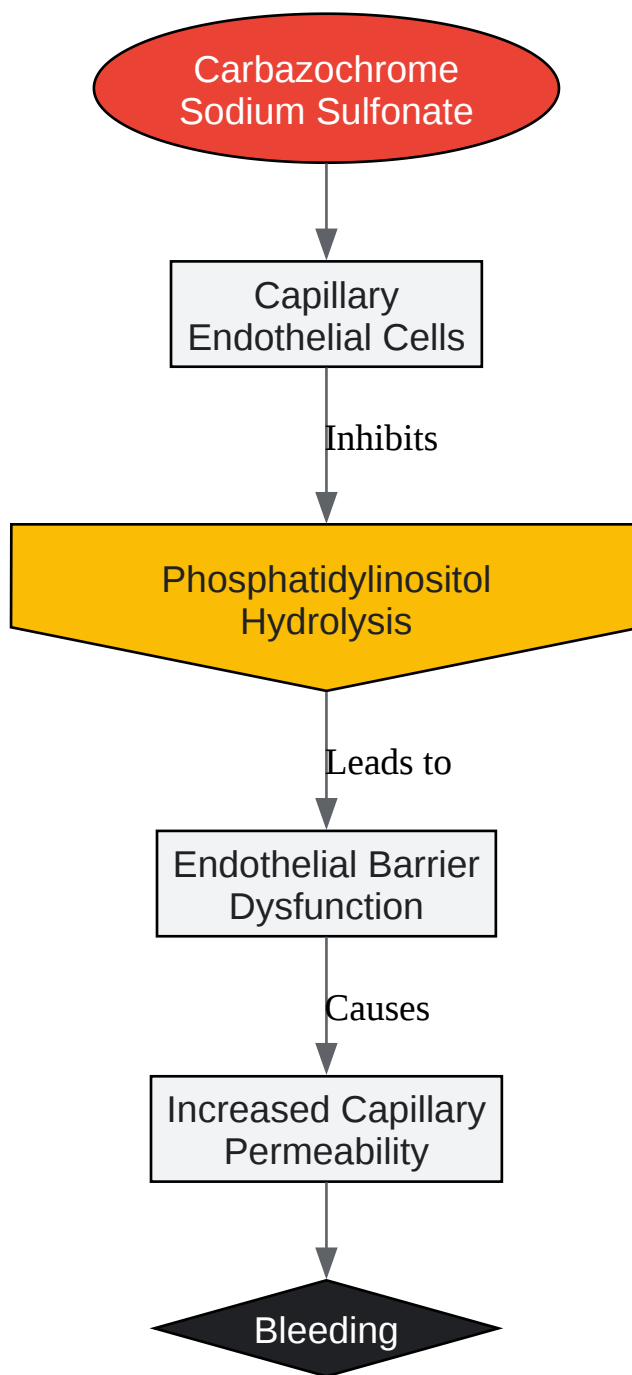 Carbazochrome
Sodium Sulfonate
Capillary
Endothelial Cells
Inhibits
Phosphatidylinositol
Hydrolysis
Leads to
Endothelial Barrier
Dysfunction
Causes
Increased Capillary
Permeability
Bleeding